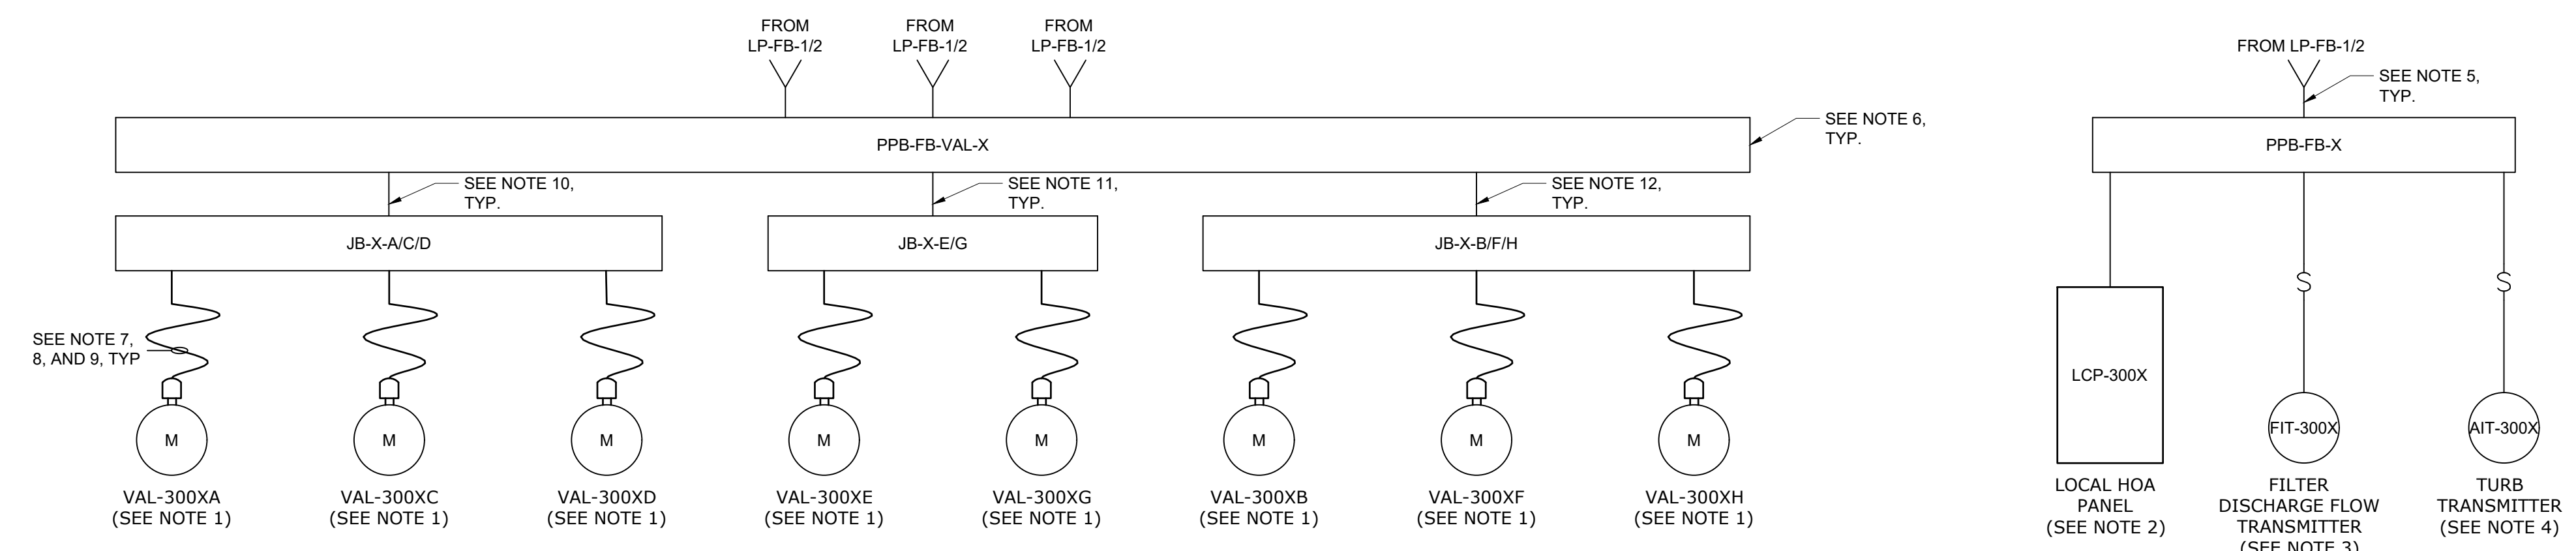 FROM
LP-FB-1/2
FROM
LP-FB-1/2
FROM
LP-FB-1/2
FROM LP-FB-1/2
SEE NOTE 5,
TYP.
PPB-FB-VAL-X
SEE NOTE 6,
TYP.
PPB-FB-X
SEE NOTE 10,
TYP.
SEE NOTE 11,
TYP.
SEE NOTE 12,
TYP.
JB-X-A/C/D
JB-X-E/G
JB-X-B/F/H
SEE NOTE 7,
8, AND 9, TYP
S
S
LCP-300X
M
M
M
M
M
M
M
M
FIT-300X
AIT-300X
VAL-300XA
(SEE NOTE 1)
VAL-300XC
(SEE NOTE 1)
VAL-300XD
(SEE NOTE 1)
VAL-300XE
(SEE NOTE 1)
VAL-300XG
(SEE NOTE 1)
VAL-300XB
(SEE NOTE 1)
VAL-300XF
(SEE NOTE 1)
VAL-300XH
(SEE NOTE 1)
LOCAL HOA
PANEL
(SEE NOTE 2)
FILTER
DISCHARGE FLOW
TRANSMITTER
(SEE NOTE 3)
TURB
TRANSMITTER
(SEE NOTE 4)